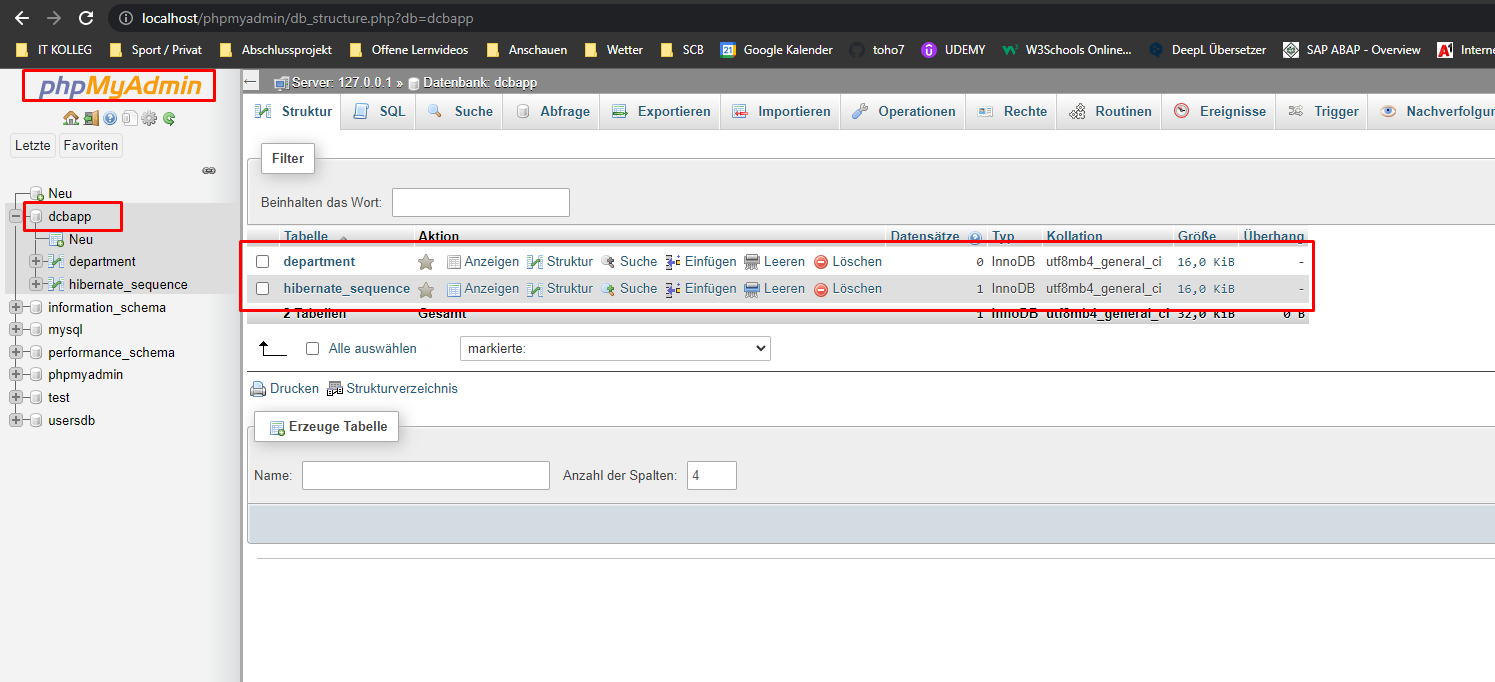 localhost/phpmyadmin/db_structure.php?db=dcbapp
IT KOLLEG Sport / Privat Abschlussprojekt Offene Lernvideos Anschauen Wetter SCB 21 Google Kalender toho7 UDEMY W3Schools Online... DeepL Übersetzer SAP ABAP - Overview A1 Interne
phpMyAdmin
Letzte Favoriten
Neu
dcbapp
Neu
department
hibernate_sequence
information_schema
mysql
performance_schema
phpmyadmin
test
usersdb
Server: 127.0.0.1 » Datenbank: dcbapp
Struktur SQL Suche Abfrage Exportieren Importieren Operationen Rechte Routinen Ereignisse Trigger Nachverfolgun
Filter
Beinhalten das Wort:
Tabelle Aktion Datensätze Typ Kollation Größe Überhang
department Anzeigen Struktur Suche Einfügen Leeren Löschen 0 InnoDB utf8mb4_general_ci 16,0 KiB -
hibernate_sequence Anzeigen Struktur Suche Einfügen Leeren Löschen 1 InnoDB utf8mb4_general_ci 16,0 KiB -
2 Tabellen Gesamt 1 InnoDB utf8mb4_general_ci 32,0 KiB 0 B
Alle auswählen markierte:
Drucken Strukturverzeichnis
Erzeuge Tabelle
Name: Anzahl der Spalten: 4